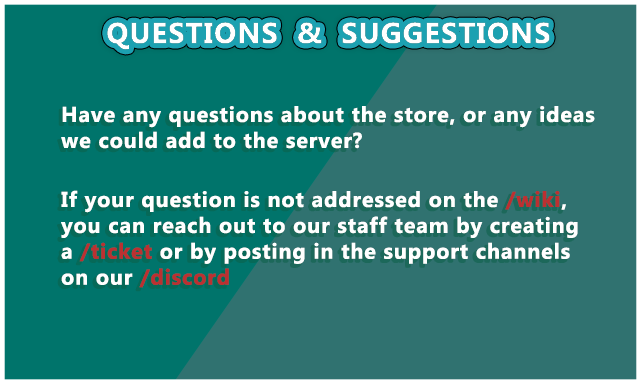 QUESTIONS & SUGGESTIONS
Have any questions about the store, or any ideas
we could add to the server?
If your question is not addressed on the /wiki,
you can reach out to our staff team by creating
a /ticket or by posting in the support channels
on our /discord